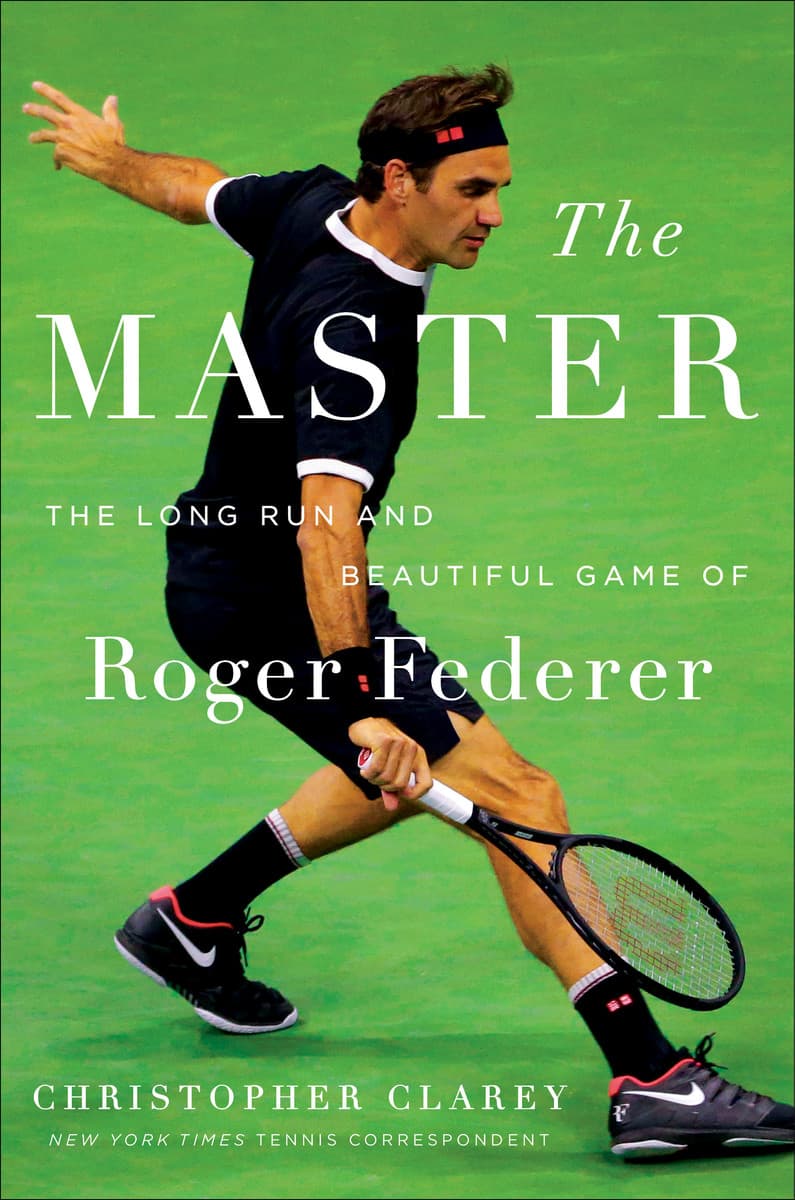 The
MASTER
THE LONG RUN AND
BEAUTIFUL GAME OF
Roger Federer
CHRISTOPHER CLAREY
NEW YORK TIMES TENNIS CORRESPONDENT